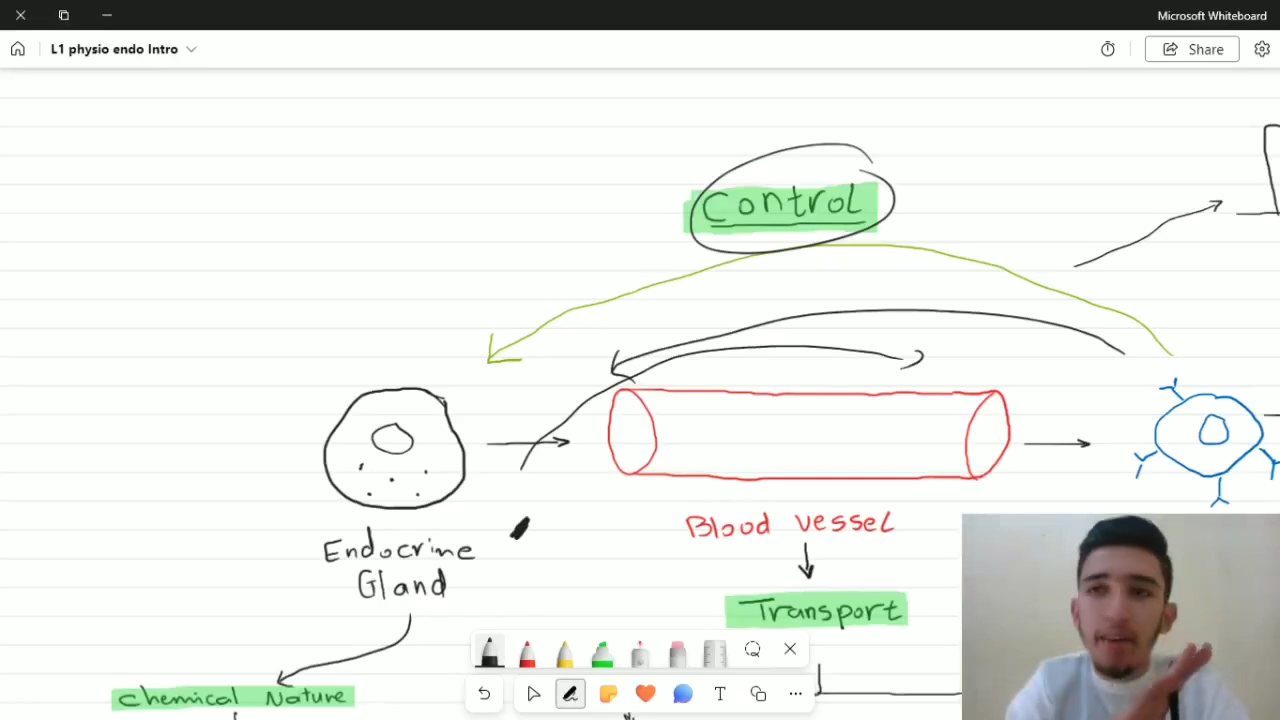 Microsoft Whiteboard
L1 physio endo Intro
Share
Control
Endocrine
Gland
Blood vessel
Transport
Chemical Nature